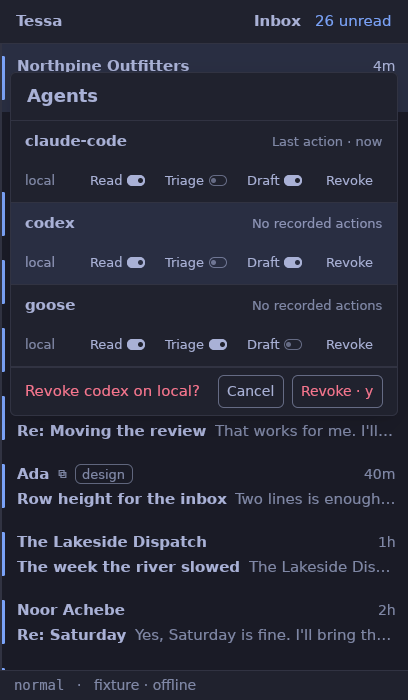 Tessa Inbox 26 unread
Northpine Outfitters 4m
Agents
claude-code Last action · now
local Read Triage Draft Revoke
codex No recorded actions
local Read Triage Draft Revoke
goose No recorded actions
local Read Triage Draft Revoke
Revoke codex on local? Cancel Revoke · y
Re: Moving the review That works for me. I'll...
Ada design 40m
Row height for the inbox Two lines is enough...
The Lakeside Dispatch 1h
The week the river slowed The Lakeside Dis...
Noor Achebe 2h
Re: Saturday Yes, Saturday is fine. I'll bring th...
normal · fixture · offline